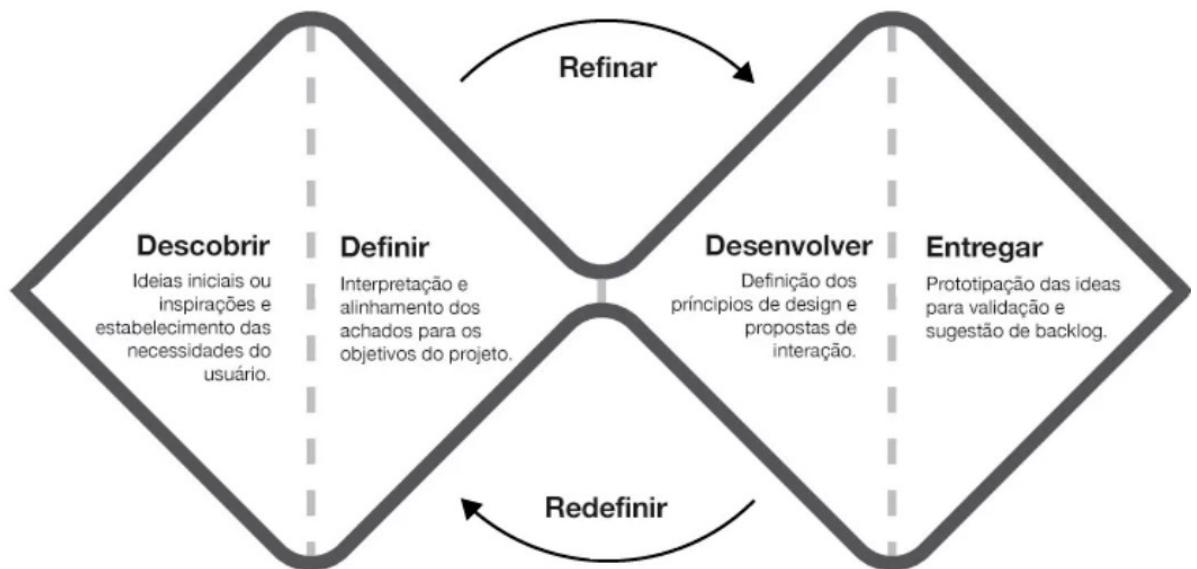 Refinar
Descobrir
Ideias iniciais ou
inspirações e
estabelecimento das
necessidades do
usuário.
Definir
Interpretação e
alinhamento dos
achados para os
objetivos do projeto.
Desenvolver
Definição dos
príncipios de design e
propostas de
interação.
Entregar
Prototipação das ideias
para validação e
sugestão de backlog.
Redefinir